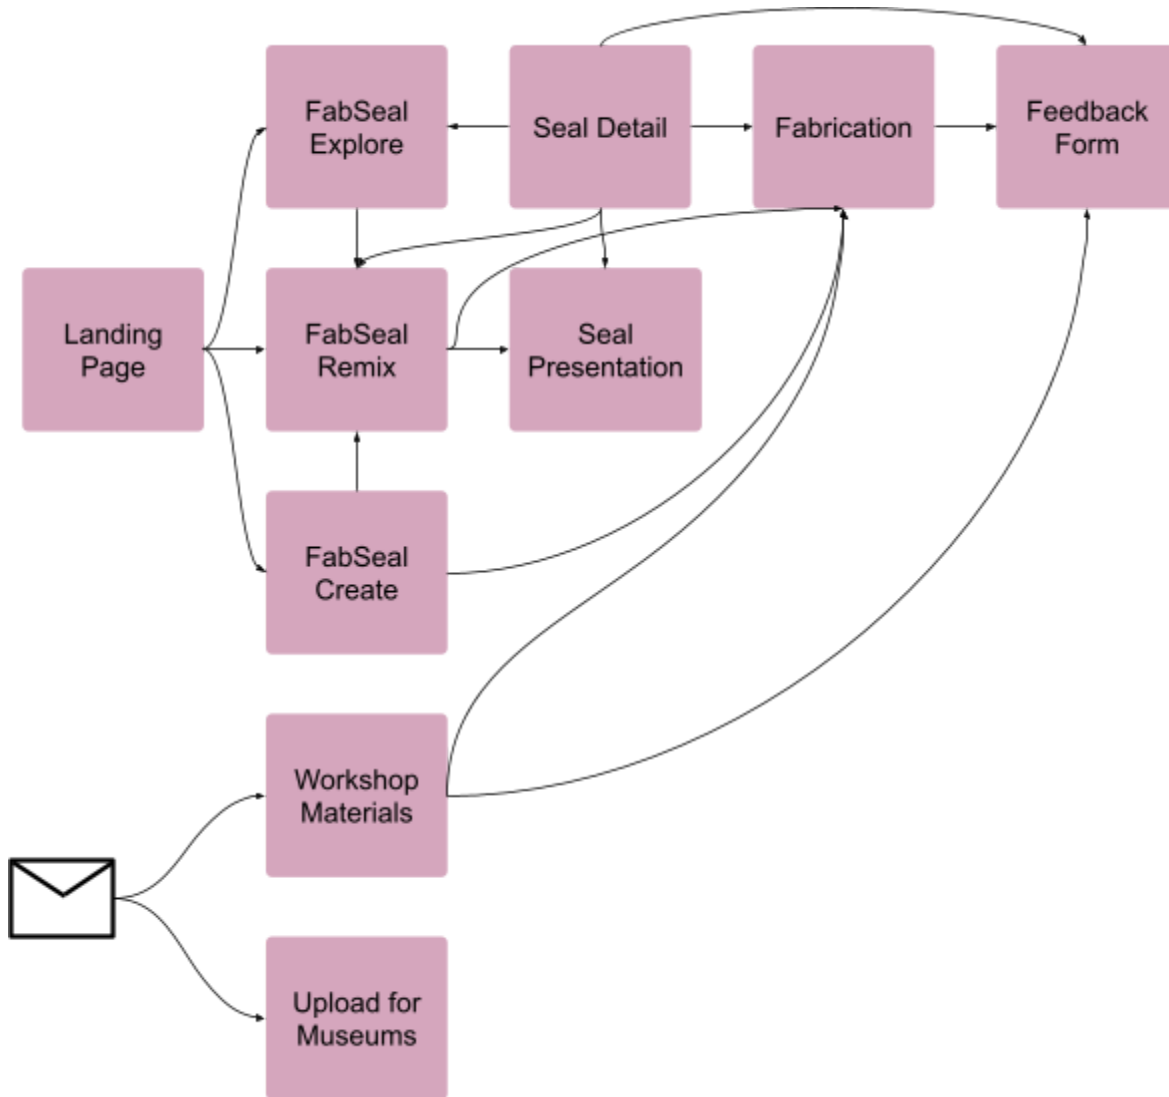 FabSeal
Explore
Seal Detail
Fabrication
Feedback
Form
Landing
Page
FabSeal
Remix
Seal
Presentation
FabSeal
Create
Workshop
Materials
Upload for
Museums